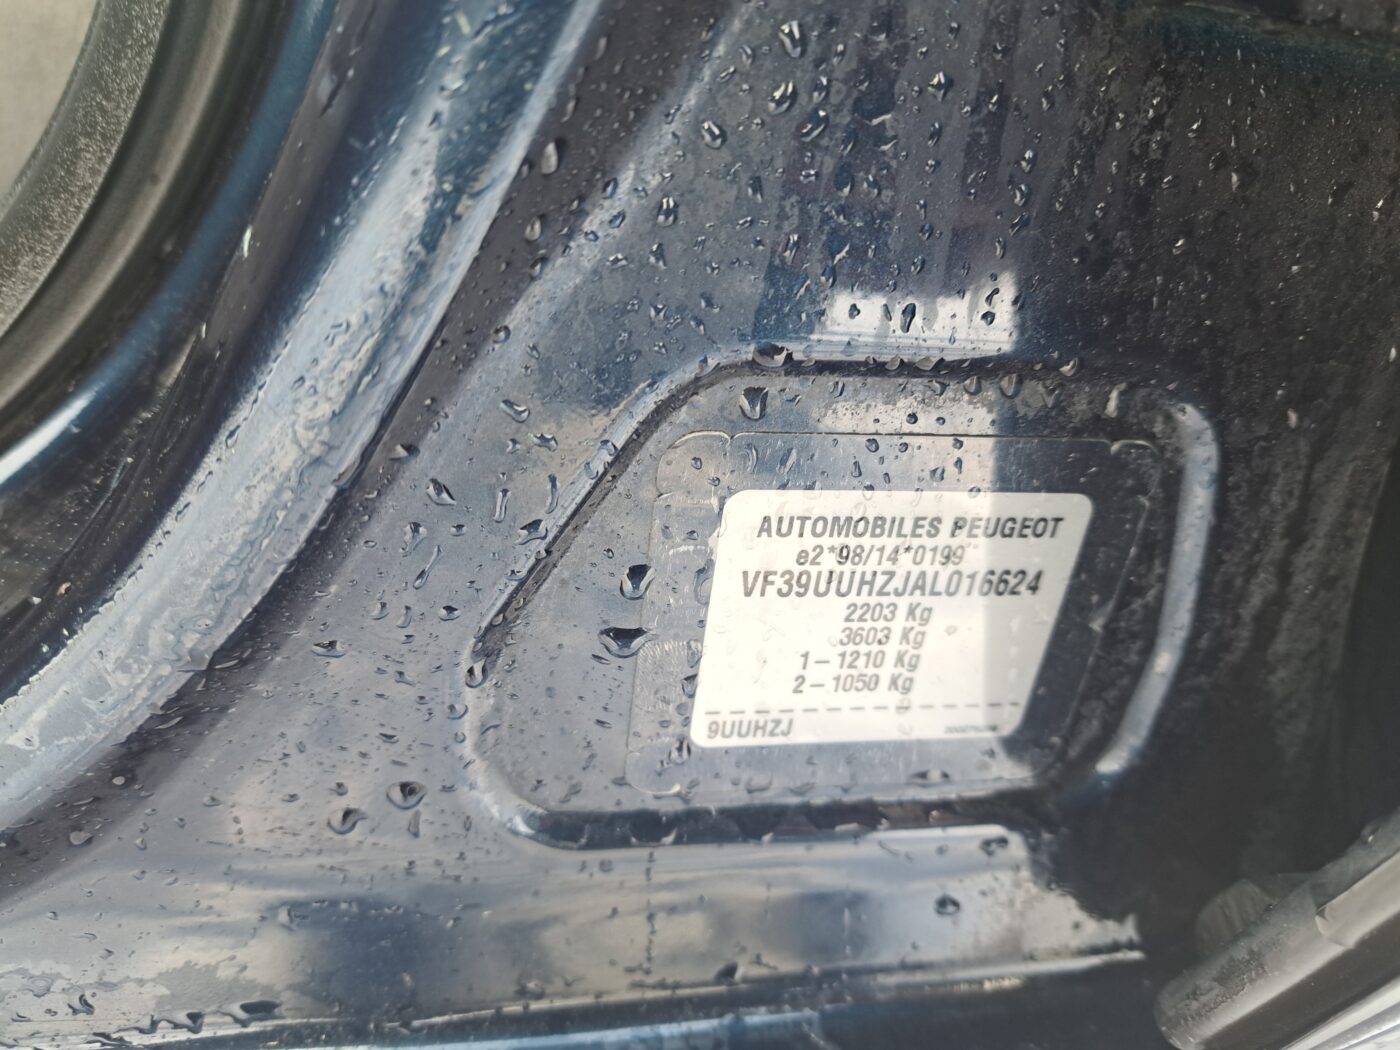 AUTOMOBILES PEUGEOT
e2*98/14*0199
VF39UUHZJAL016624
2203 Kg
3603 Kg
1-1210 Kg
2-1050 Kg
9UUHZJ